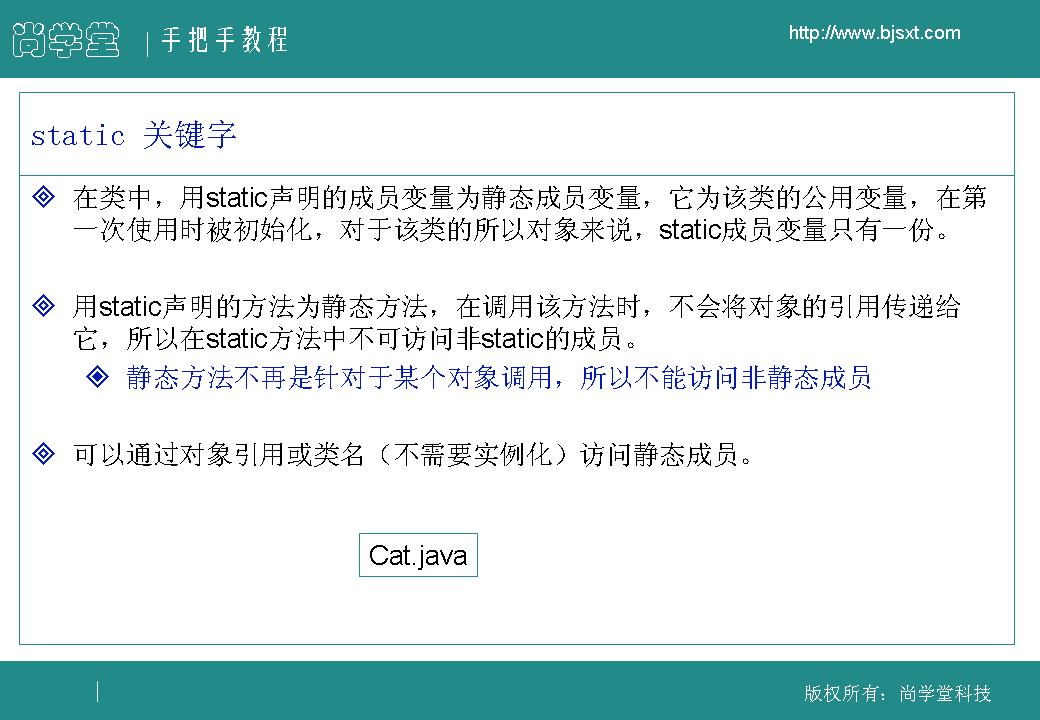 尚学堂 | 手把手教程
http://www.bjsxt.com
static 关键字
在类中，用static声明的成员变量为静态成员变量，它为该类的公用变量，在第
一次使用时被初始化，对于该类的所以对象来说，static成员变量只有一份。
用static声明的方法为静态方法，在调用该方法时，不会将对象的引用传递给
它，所以在static方法中不可访问非static的成员。
静态方法不再是针对于某个对象调用，所以不能访问非静态成员
可以通过对象引用或类名（不需要实例化）访问静态成员。
Cat.java
版权所有：尚学堂科技